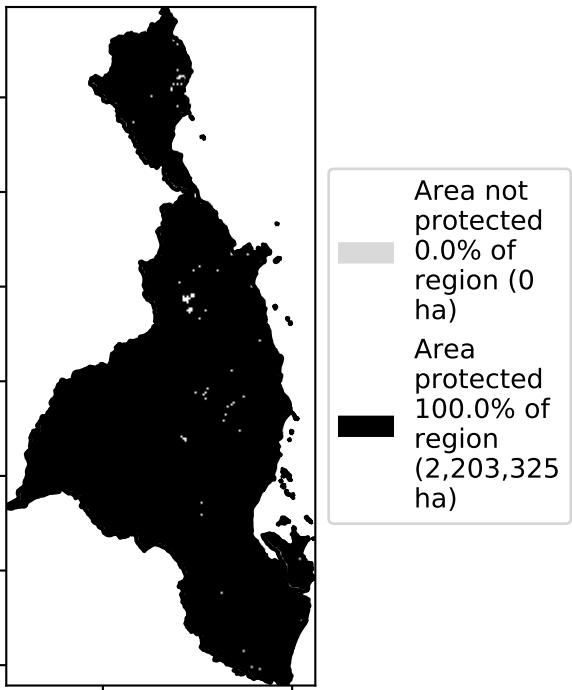 Area not
protected
0.0% of
region (0
ha)
Area
protected
100.0% of
region
(2,203,325
ha)